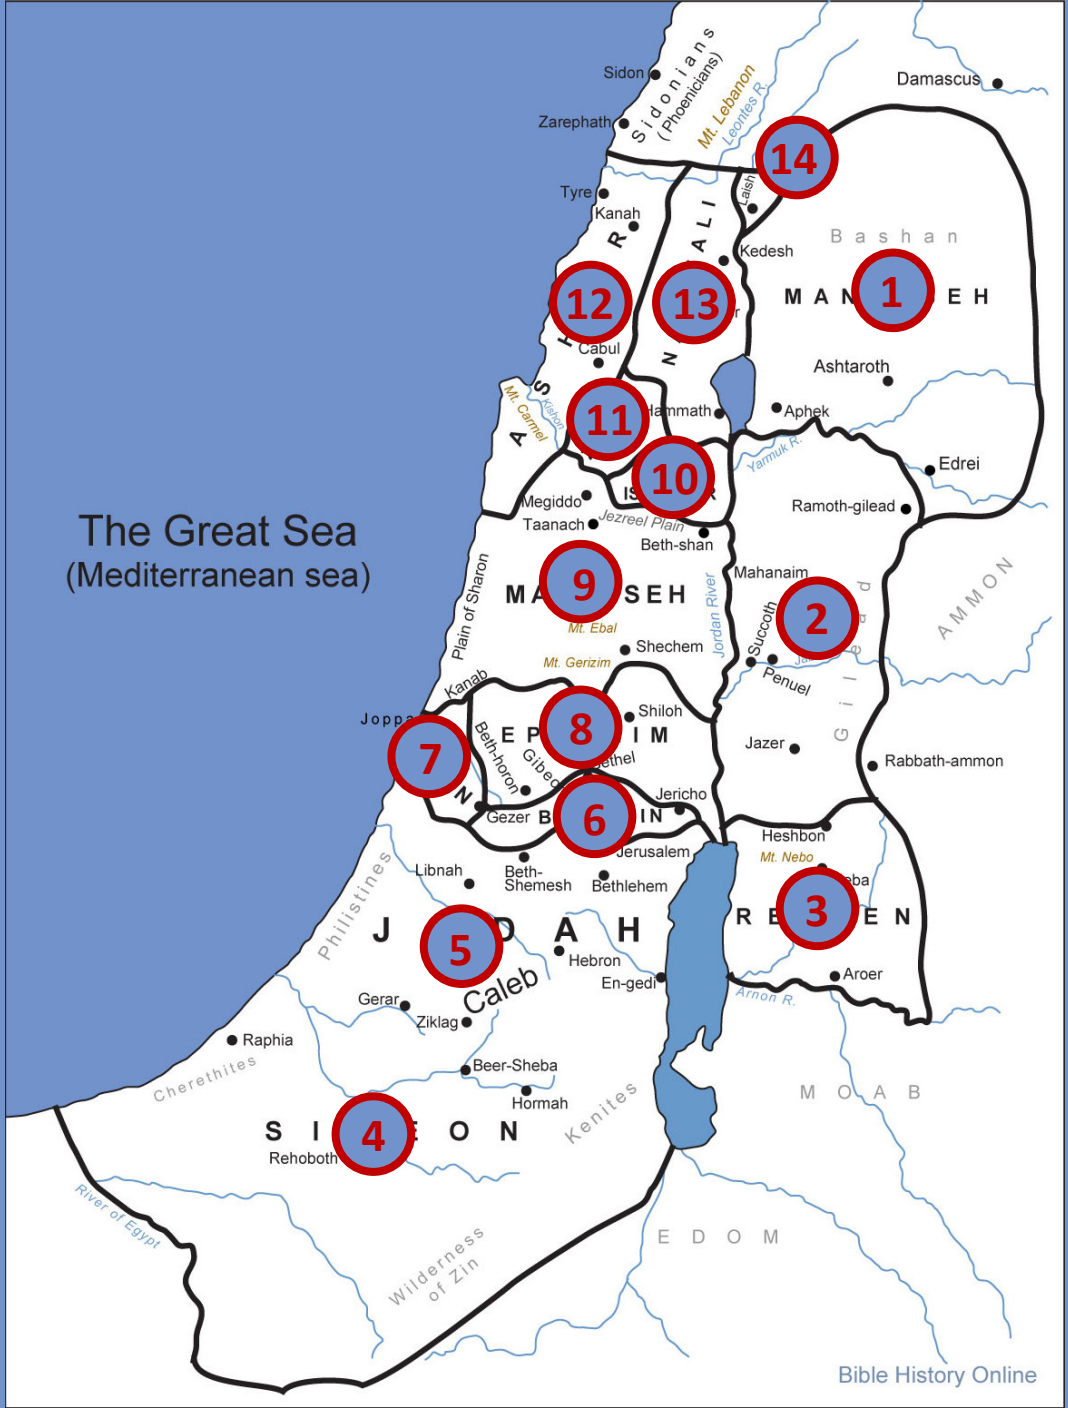 Sidonians
(Phoenicians)
Sidon
Damascus
Mt. Lebanon
Leontes R.
Zarephath
14
Laish
Tyre
Kanah
Kedesh
Bashan
12
13
1
Cabul
Ashtaroth
Mt. Carmel
Kishon
11
Hammath
Aphek
Yarmuk R.
10
Edrei
Megiddo
Ramoth-gilead
Taanach
Jezreel Plain
Beth-shan
The Great Sea
(Mediterranean sea)
Plain of Sharon
9
Jordan River
Mahanaim
AMMON
Succoth
2
Gilead
Mt. Ebal
Shechem
Mt. Gerizim
Penuel
Kanab
Joppa
Shiloh
8
7
Beth-horon
Jazer
Rabbath-ammon
Jericho
Gezer
6
Heshbon
Jerusalem
Mt. Nebo
Libnah
Beth-
Shemesh
Bethlehem
Philistines
3
5
Hebron
En-gedi
Aroer
Caleb
Arnon R.
Gerar
Ziklag
Raphia
Cherethites
Beer-Sheba
Hormah
Kenites
MOAB
4
Rehoboth
River of Egypt
Wilderness
of Zin
EDOM
Bible History Online